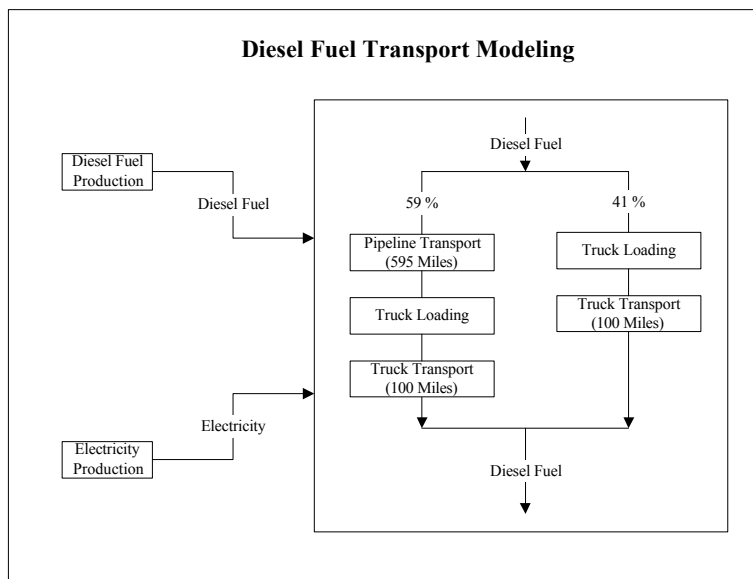 Diesel Fuel Transport Modeling
Diesel Fuel
Production
Diesel Fuel
Electricity
Electricity
Production
Diesel Fuel
59 %
41 %
Pipeline Transport
(595 Miles)
Truck Loading
Truck Transport
(100 Miles)
Truck Loading
Truck Transport
(100 Miles)
Diesel Fuel